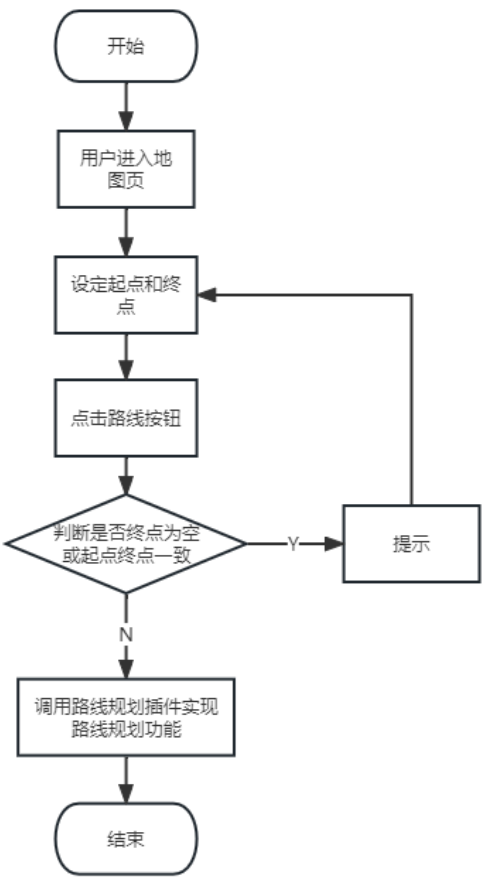 开始
用户进入地
图页
设定起点和终
点
点击路线按钮
判断是否终点为空
或起点终点一致
Y
提示
N
调用路线规划插件实现
路线规划功能
结束